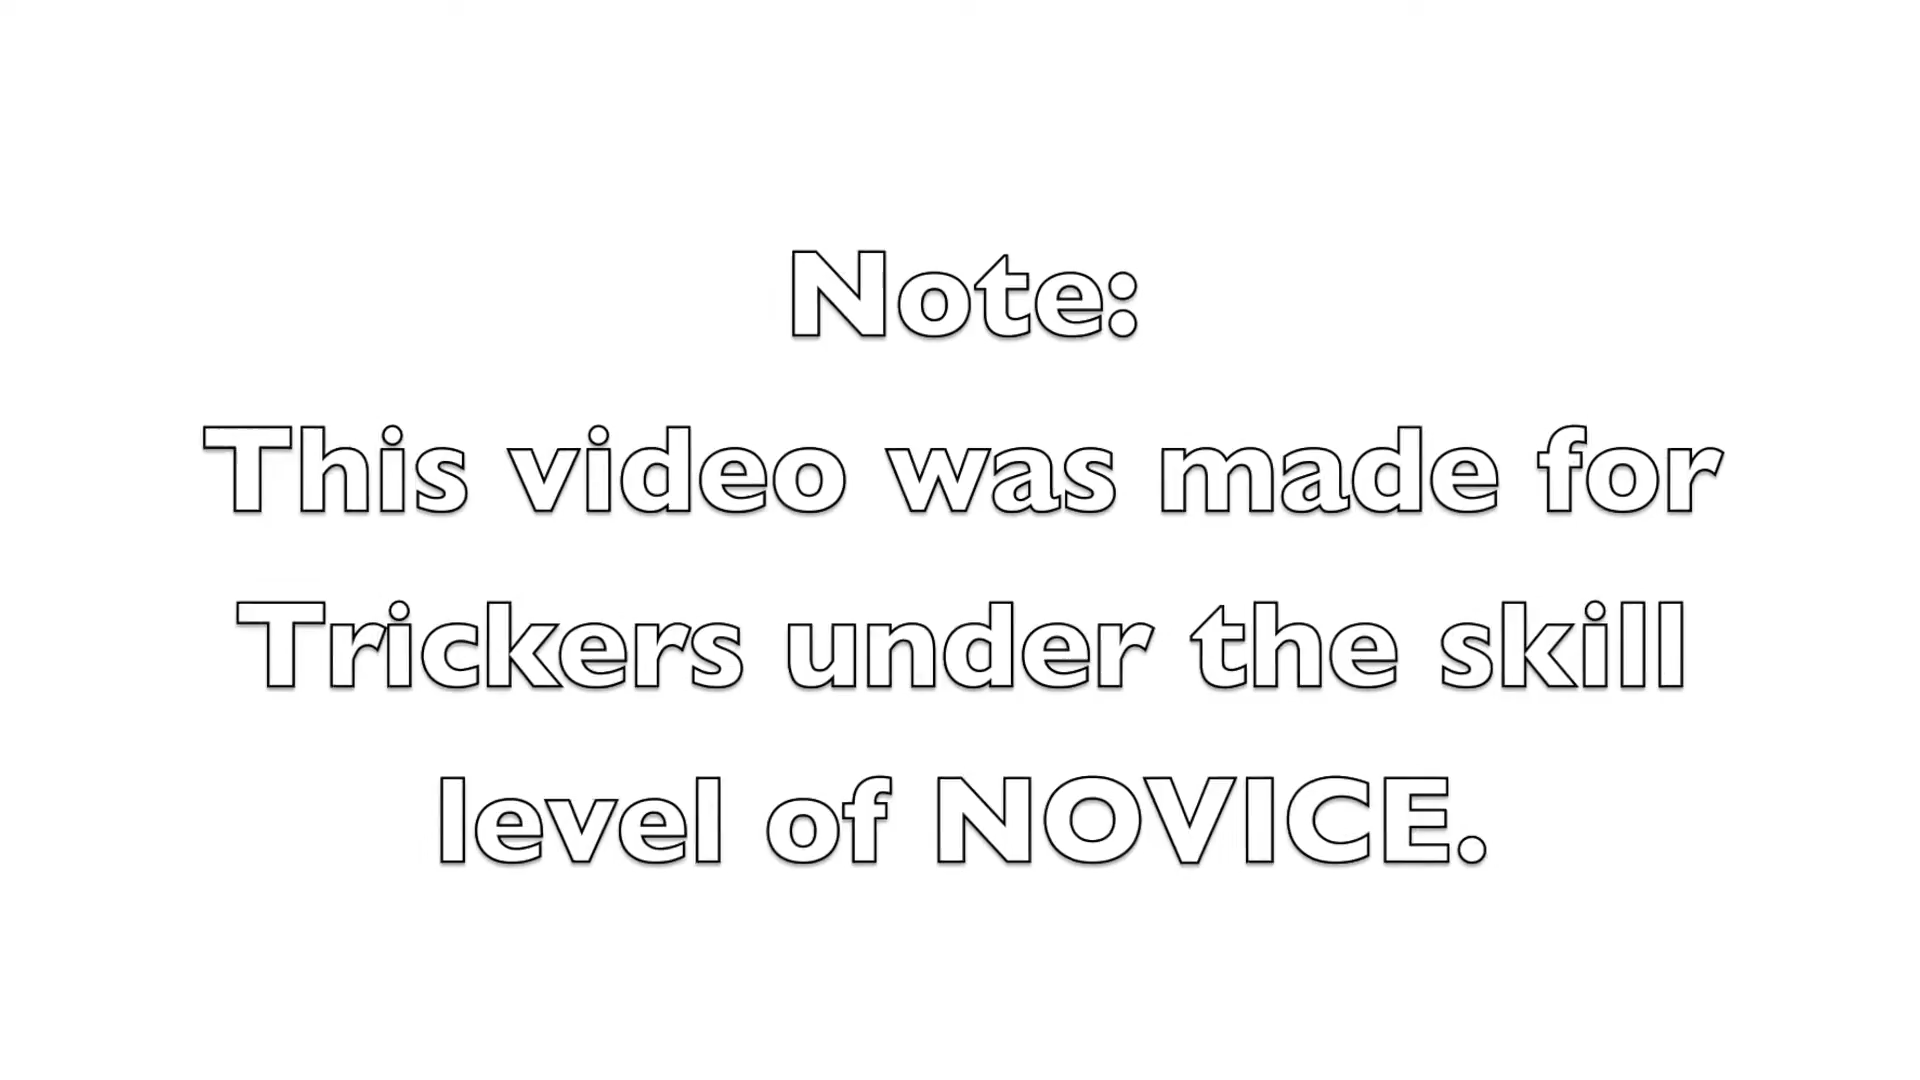 Note:
This video was made for
Trickers under the skill
level of NOVICE.